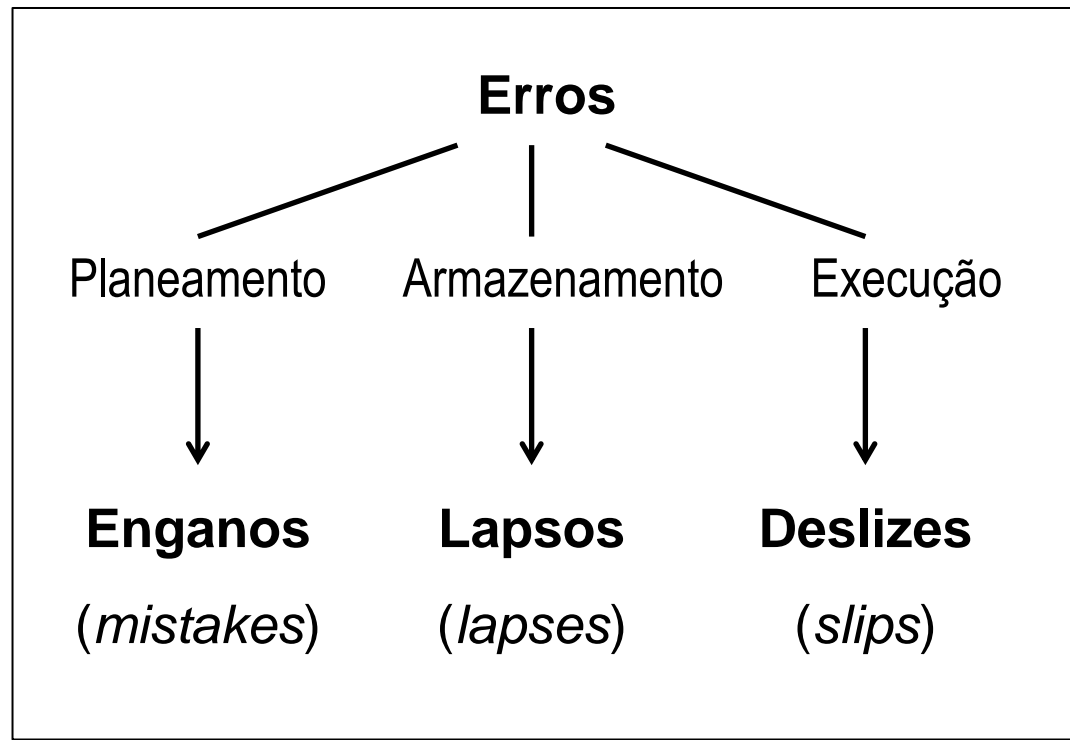 Erros
Planeamento Armazenamento Execução
Enganos Lapsos Deslizes
(mistakes) (lapses) (slips)